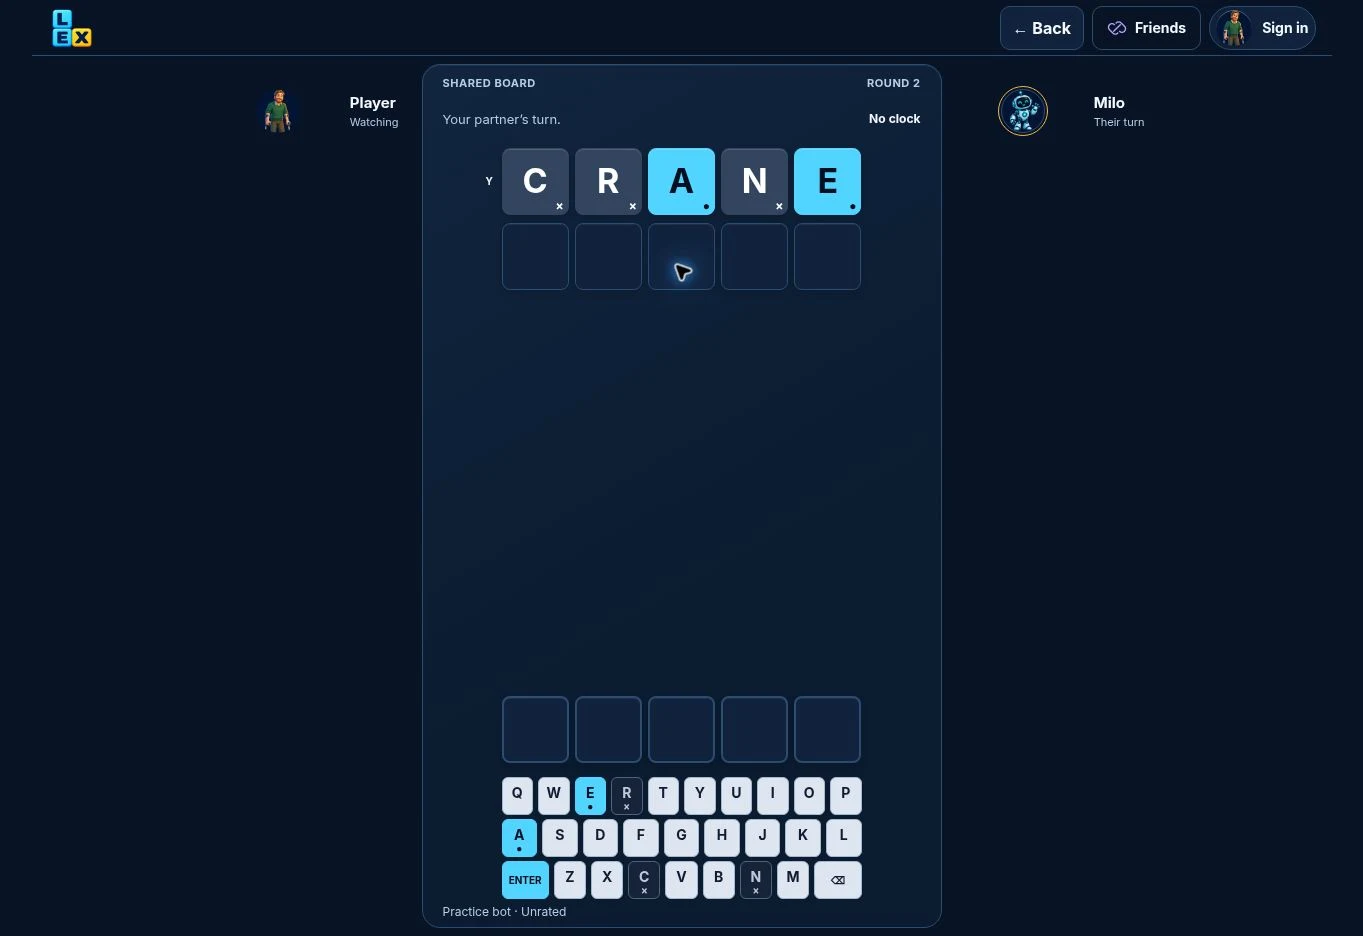 L
EX
← Back
Friends
Sign in
SHARED BOARD
ROUND 2
Player
Watching
Your partner’s turn.
No clock
Milo
Their turn
Y
C × R × A • N × E •
Q W E • R × T Y U I O P
A • S D F G H J K L
ENTER Z X C × V B N × M ⌫
Practice bot · Unrated